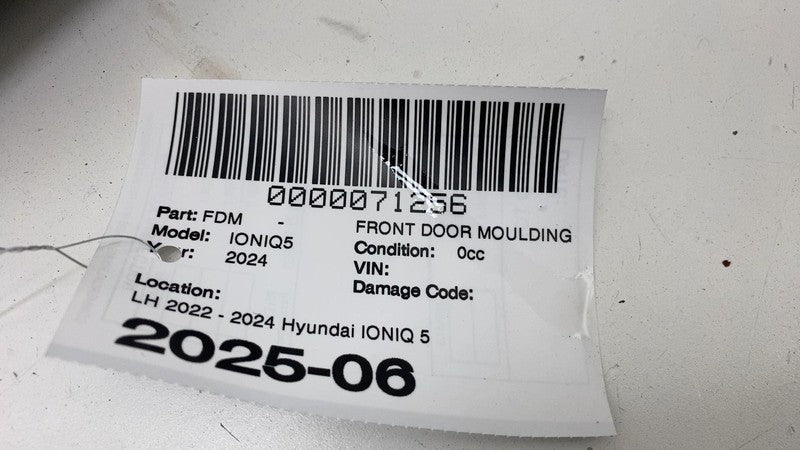 0000071256
Part: FDM - FRONT DOOR MOULDING
Model: IONIQ5 Condition: 0cc
Year: 2024 VIN:
Damage Code:
Location:
LH 2022 - 2024 Hyundai IONIQ 5
2025-06